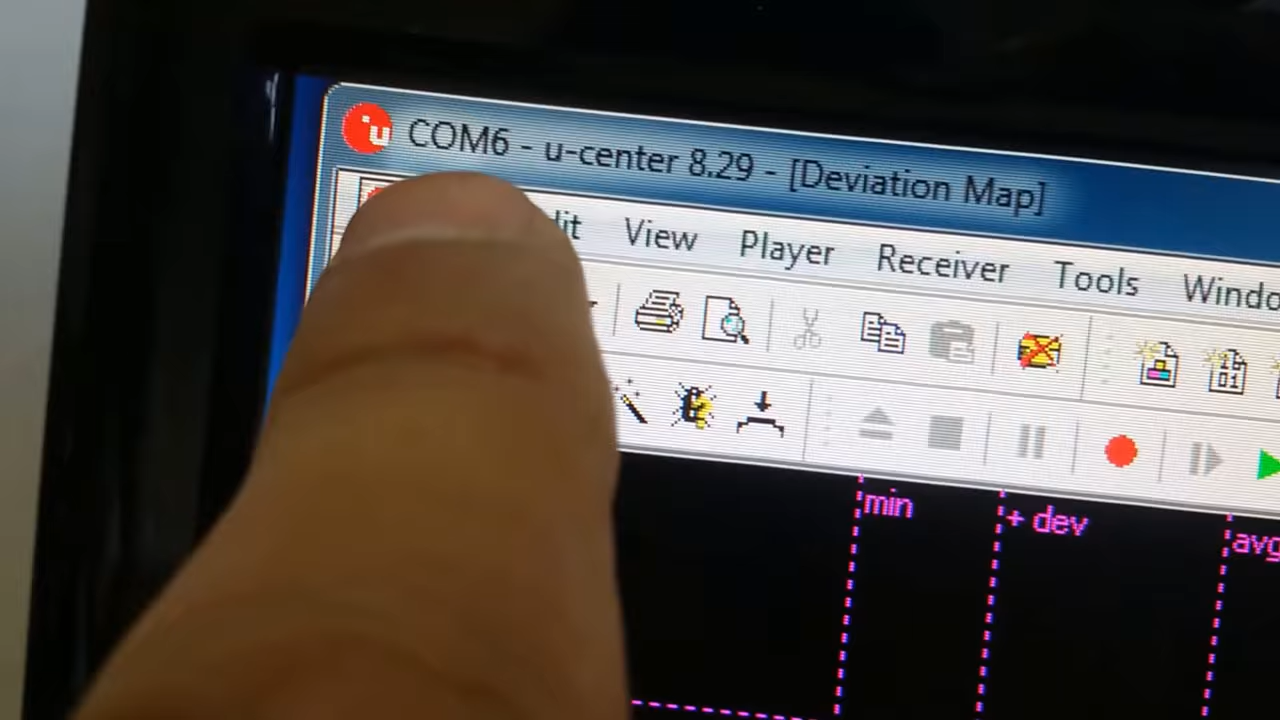 COM6 - u-center 8.29 - [Deviation Map]
View Player Receiver Tools
min + dev